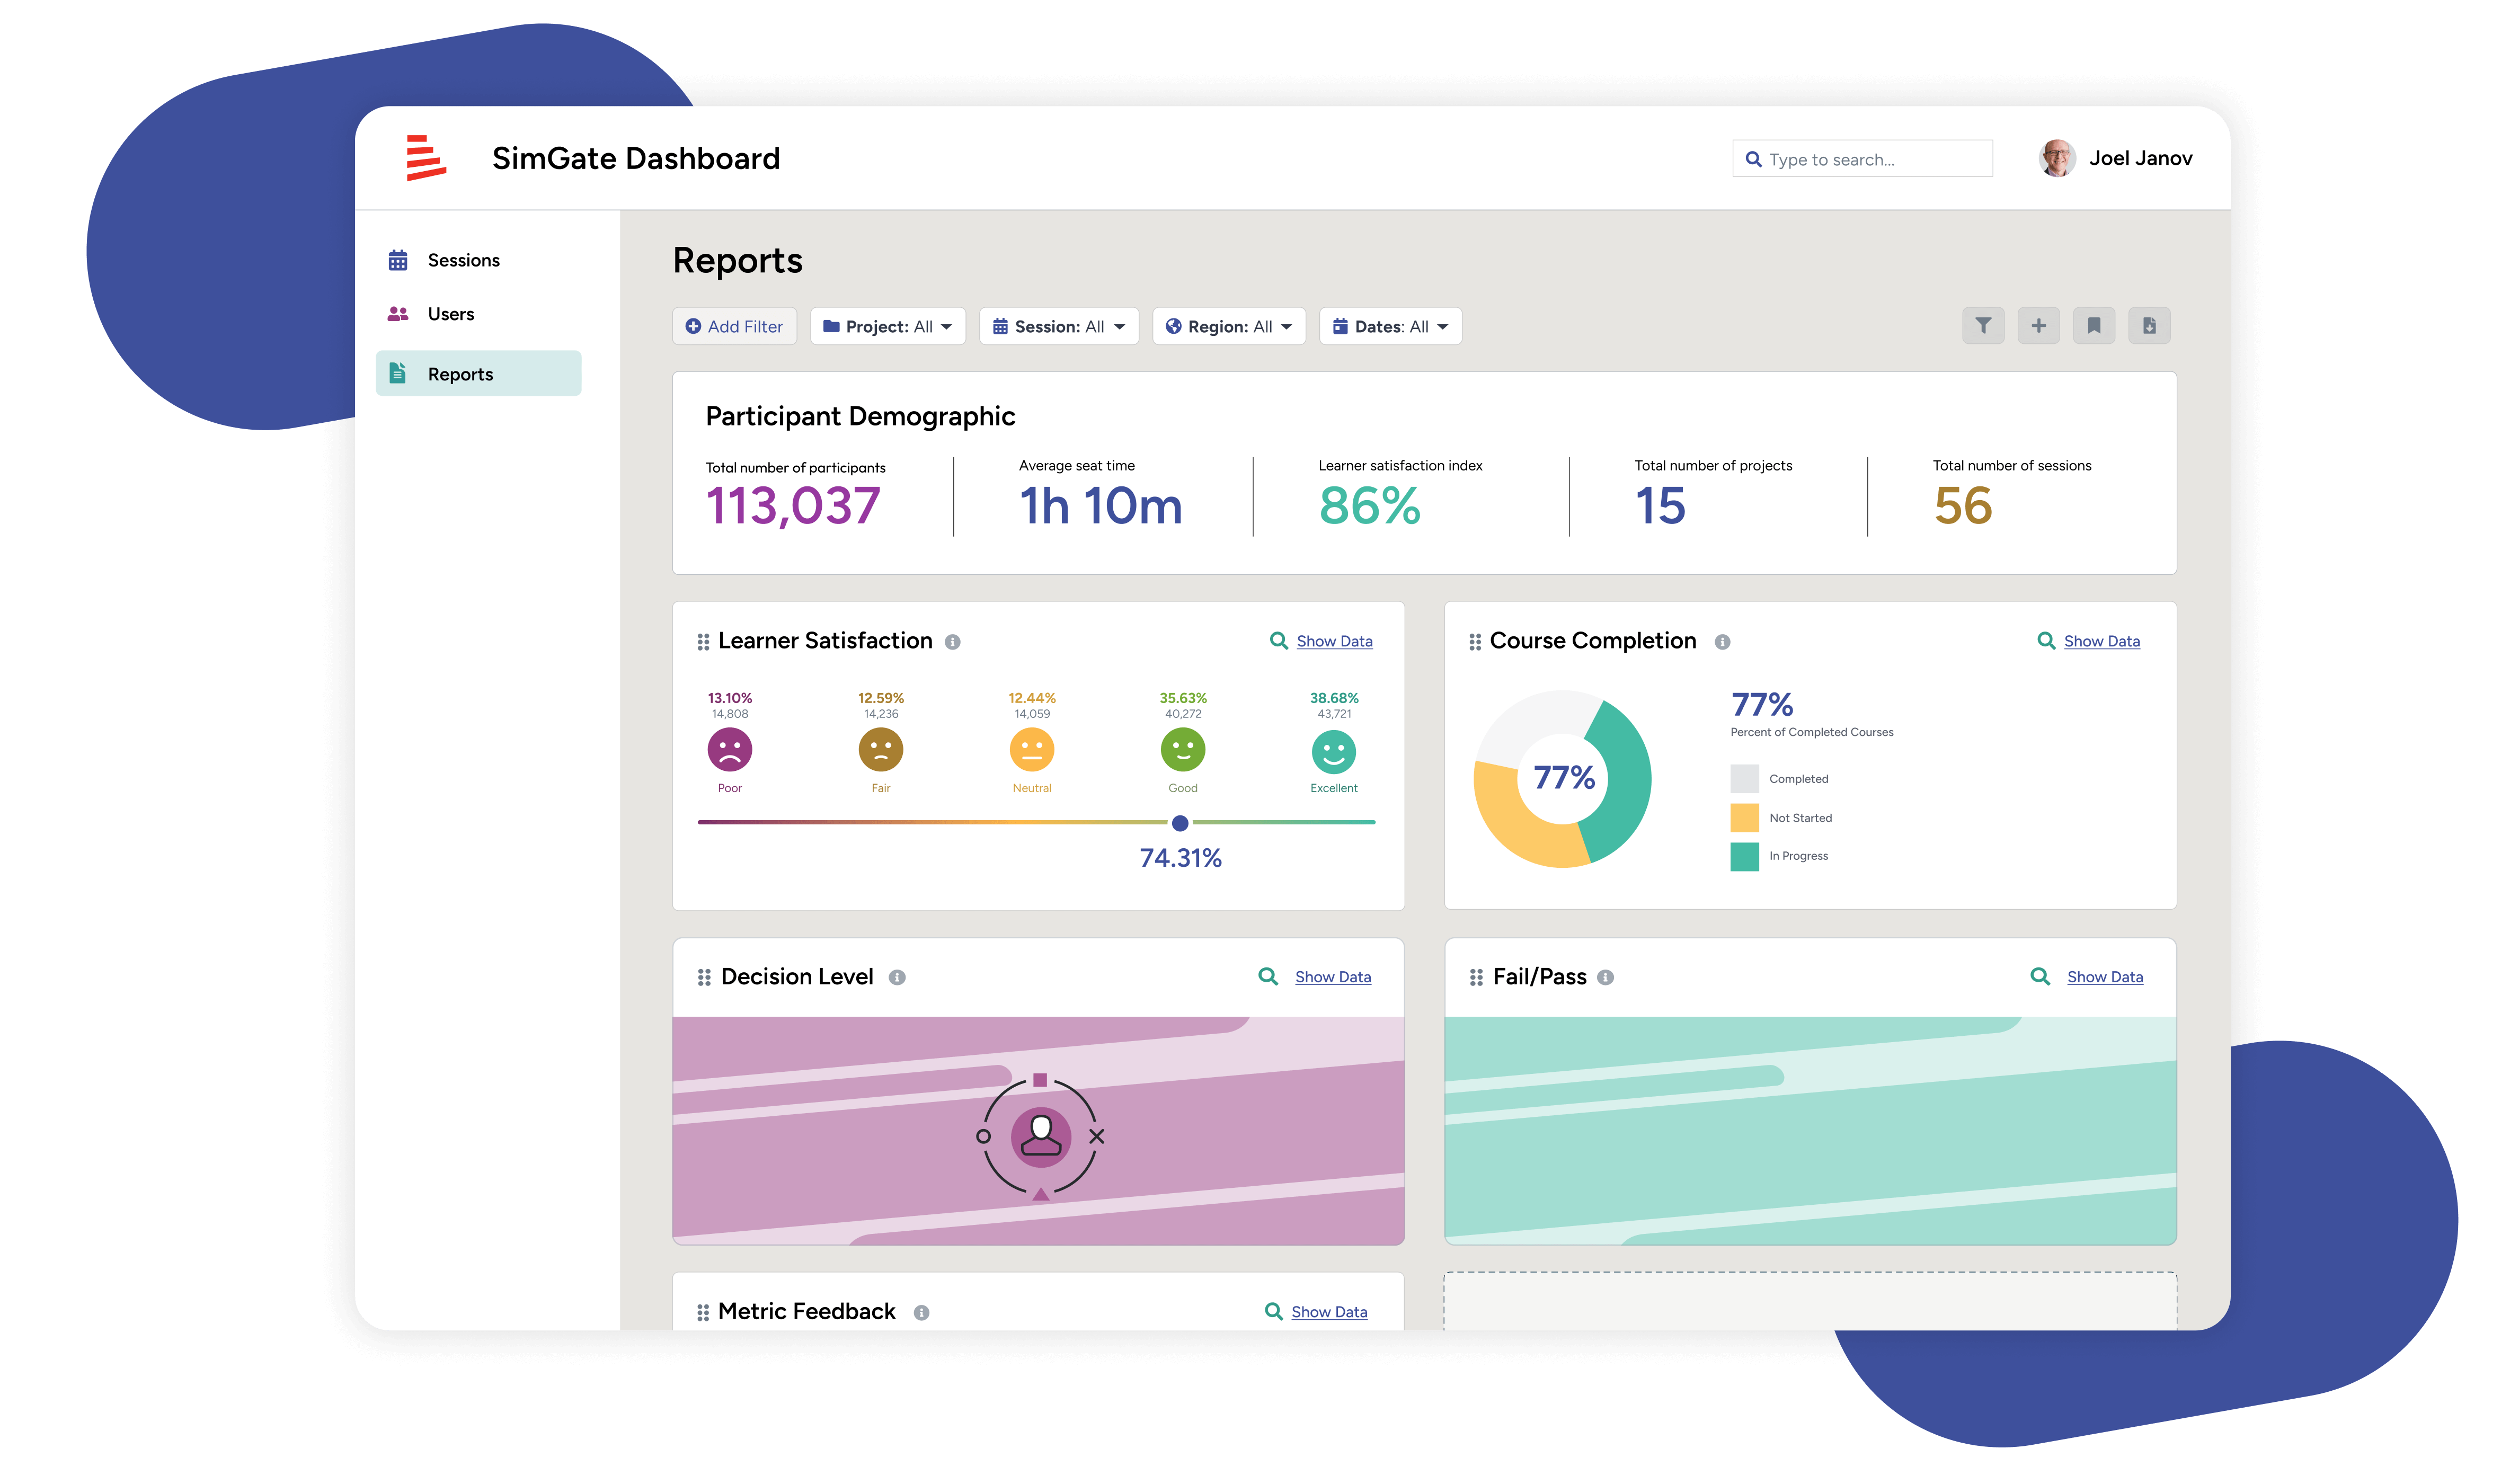 SimGate Dashboard
Type to search...
Joel Janov
Sessions
Users
Reports
Reports
Add Filter
Project: All
Session: All
Region: All
Dates: All
Participant Demographic
Total number of participants
113,037
Average seat time
1h 10m
Learner satisfaction index
86%
Total number of projects
15
Total number of sessions
56
Learner Satisfaction
Show Data
13.10%
14,808
Poor
12.59%
14,236
Fair
12.44%
14,059
Neutral
35.63%
40,272
Good
38.68%
43,721
Excellent
74.31%
Course Completion
Show Data
77%
77%
Percent of Completed Courses
Completed
Not Started
In Progress
Decision Level
Show Data
Fail/Pass
Show Data
Metric Feedback
Show Data